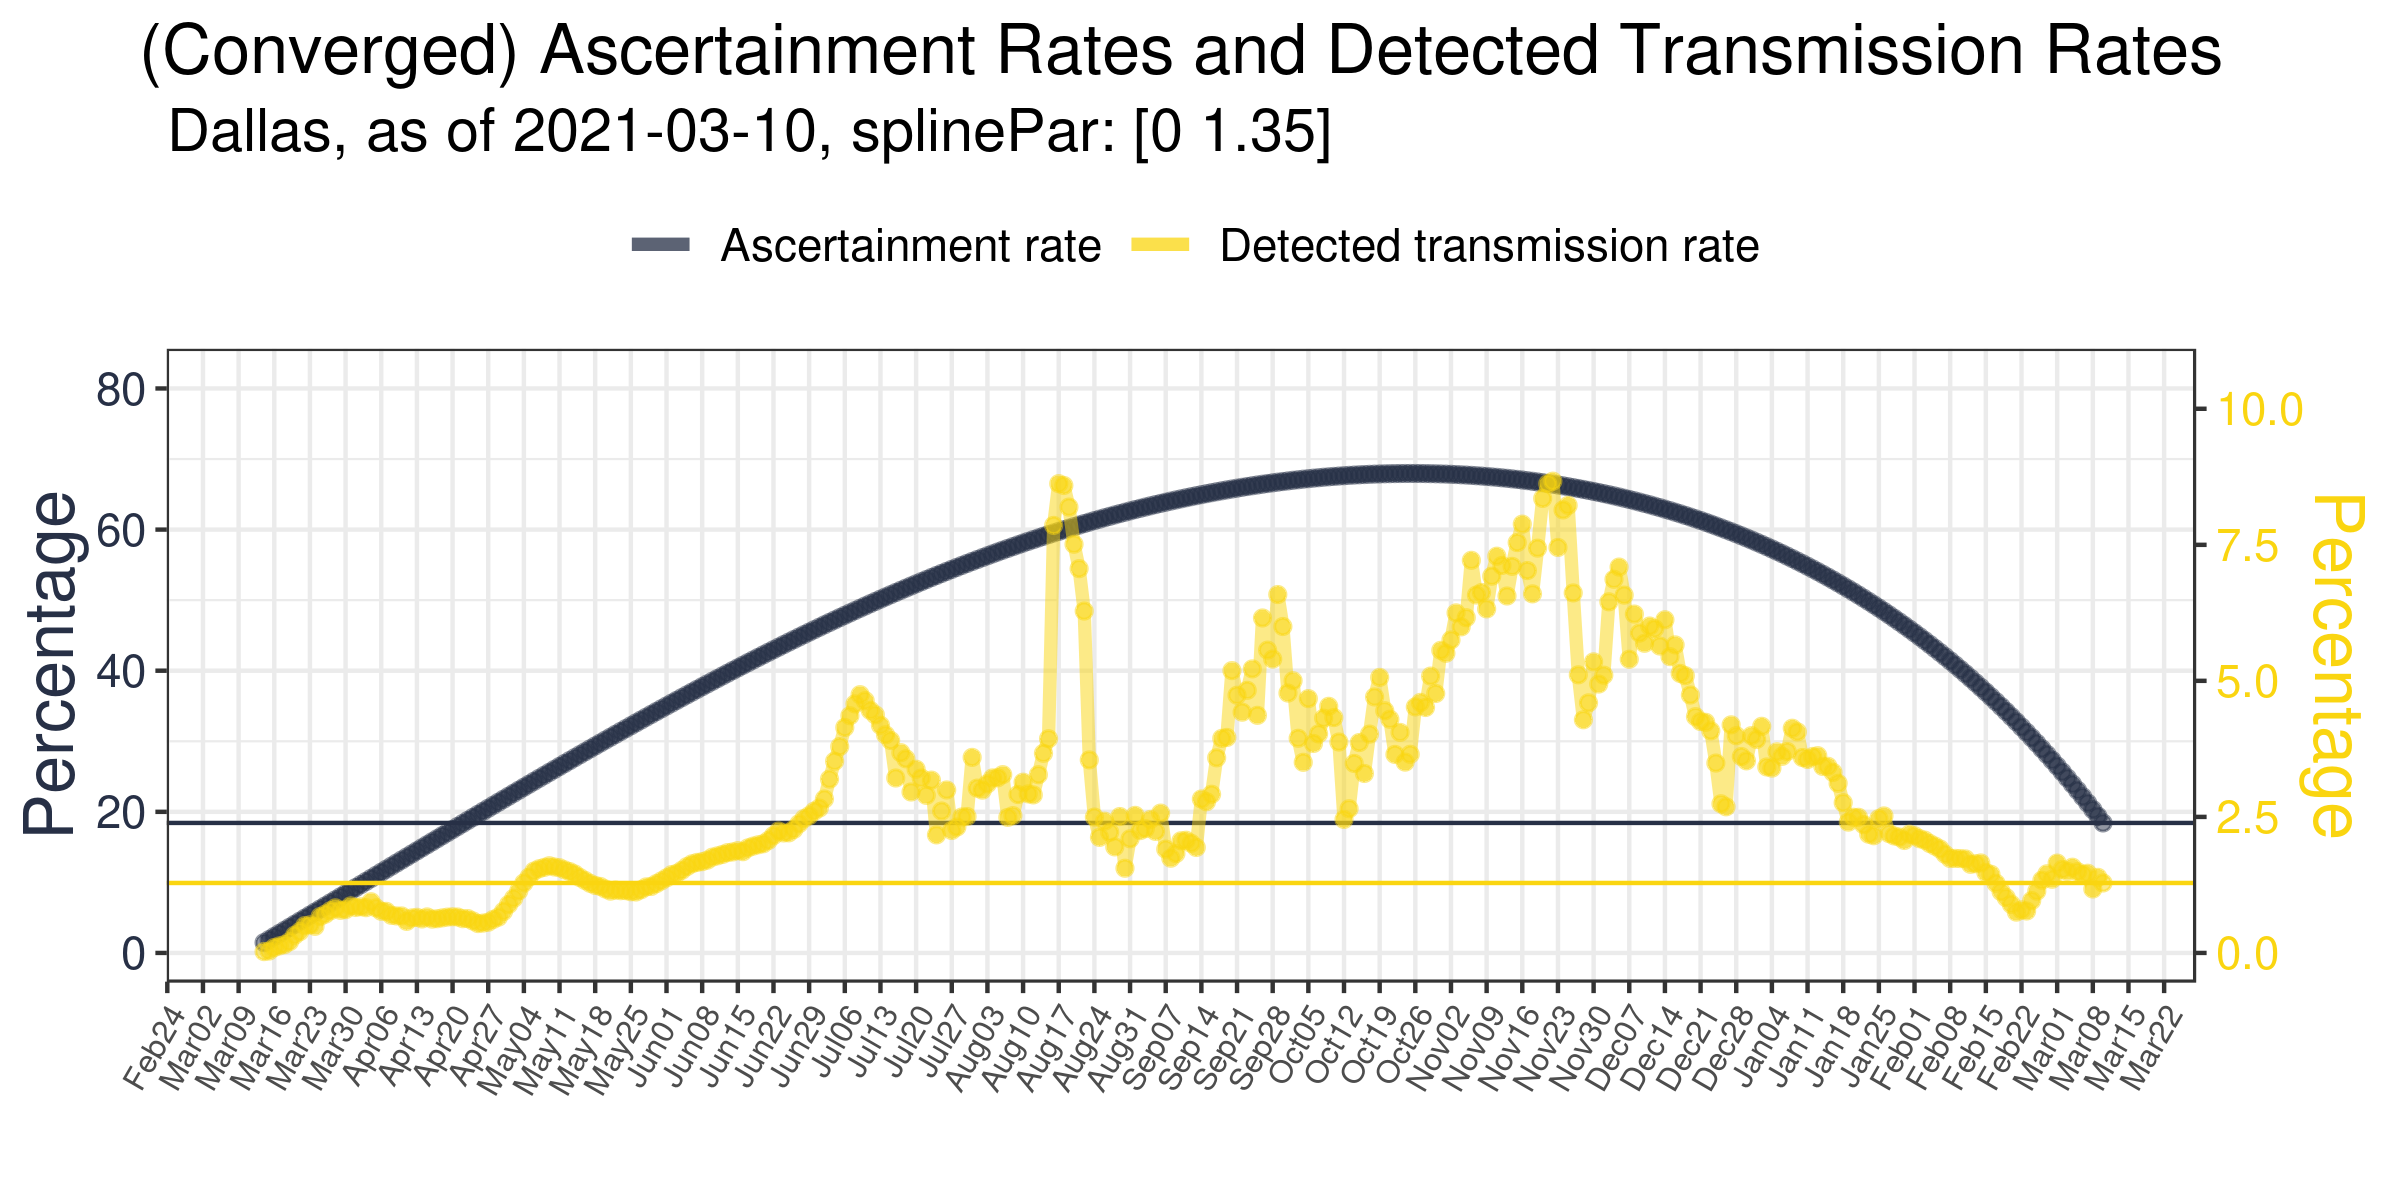 (Converged) Ascertainment Rates and Detected Transmission Rates
Dallas, as of 2021-03-10, splinePar: [0 1.35]
Ascertainment rate
Detected transmission rate
Percentage
80
60
40
20
0
10.0
7.5
5.0
2.5
0.0
Percentage
Feb24
Mar02
Mar09
Mar16
Mar23
Mar30
Apr06
Apr13
Apr20
Apr27
May04
May11
May18
May25
Jun01
Jun08
Jun15
Jun22
Jun29
Jul06
Jul13
Jul20
Jul27
Aug03
Aug10
Aug17
Aug24
Aug31
Sep07
Sep14
Sep21
Sep28
Oct05
Oct12
Oct19
Oct26
Nov02
Nov09
Nov16
Nov23
Nov30
Dec07
Dec14
Dec21
Dec28
Jan04
Jan11
Jan18
Jan25
Feb01
Feb08
Feb15
Feb22
Mar01
Mar08
Mar15
Mar22